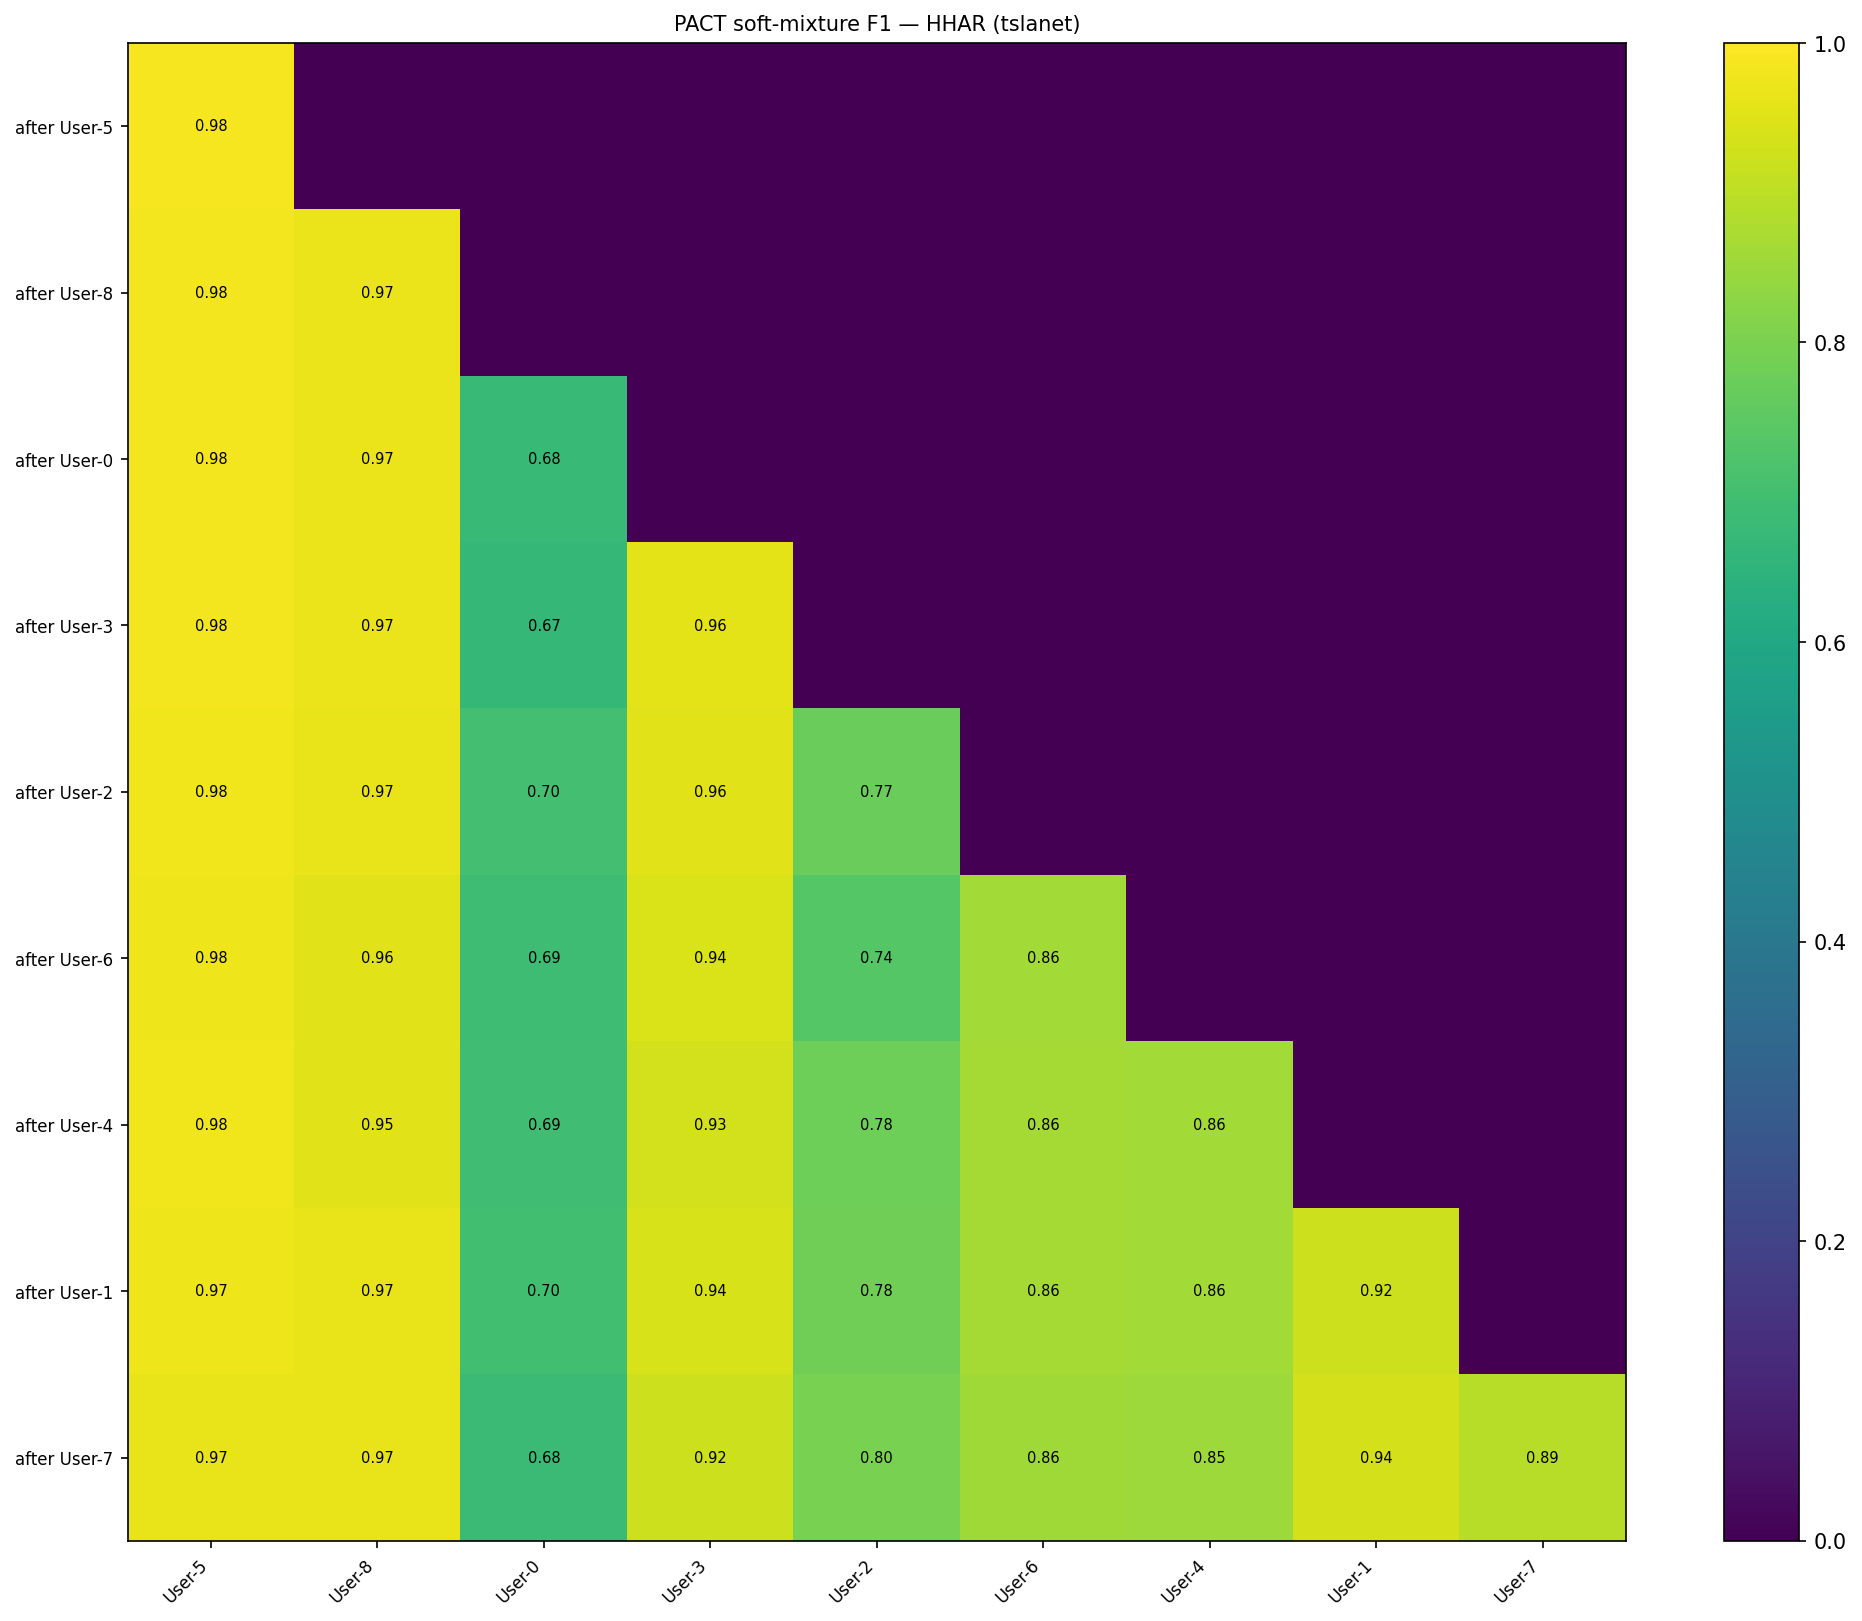 PACT soft-mixture F1 — HHAR (tslanet)
1.0
after User-5 0.98
after User-8 0.98 0.97
0.8
after User-0 0.98 0.97 0.68
after User-3 0.98 0.97 0.67 0.96
0.6
after User-2 0.98 0.97 0.70 0.96 0.77
0.4
after User-6 0.98 0.96 0.69 0.94 0.74 0.86
after User-4 0.98 0.95 0.69 0.93 0.78 0.86 0.86
0.2
after User-1 0.97 0.97 0.70 0.94 0.78 0.86 0.86 0.92
after User-7 0.97 0.97 0.68 0.92 0.80 0.86 0.85 0.94 0.89
0.0
User-5 User-8 User-0 User-3 User-2 User-6 User-4 User-1 User-7